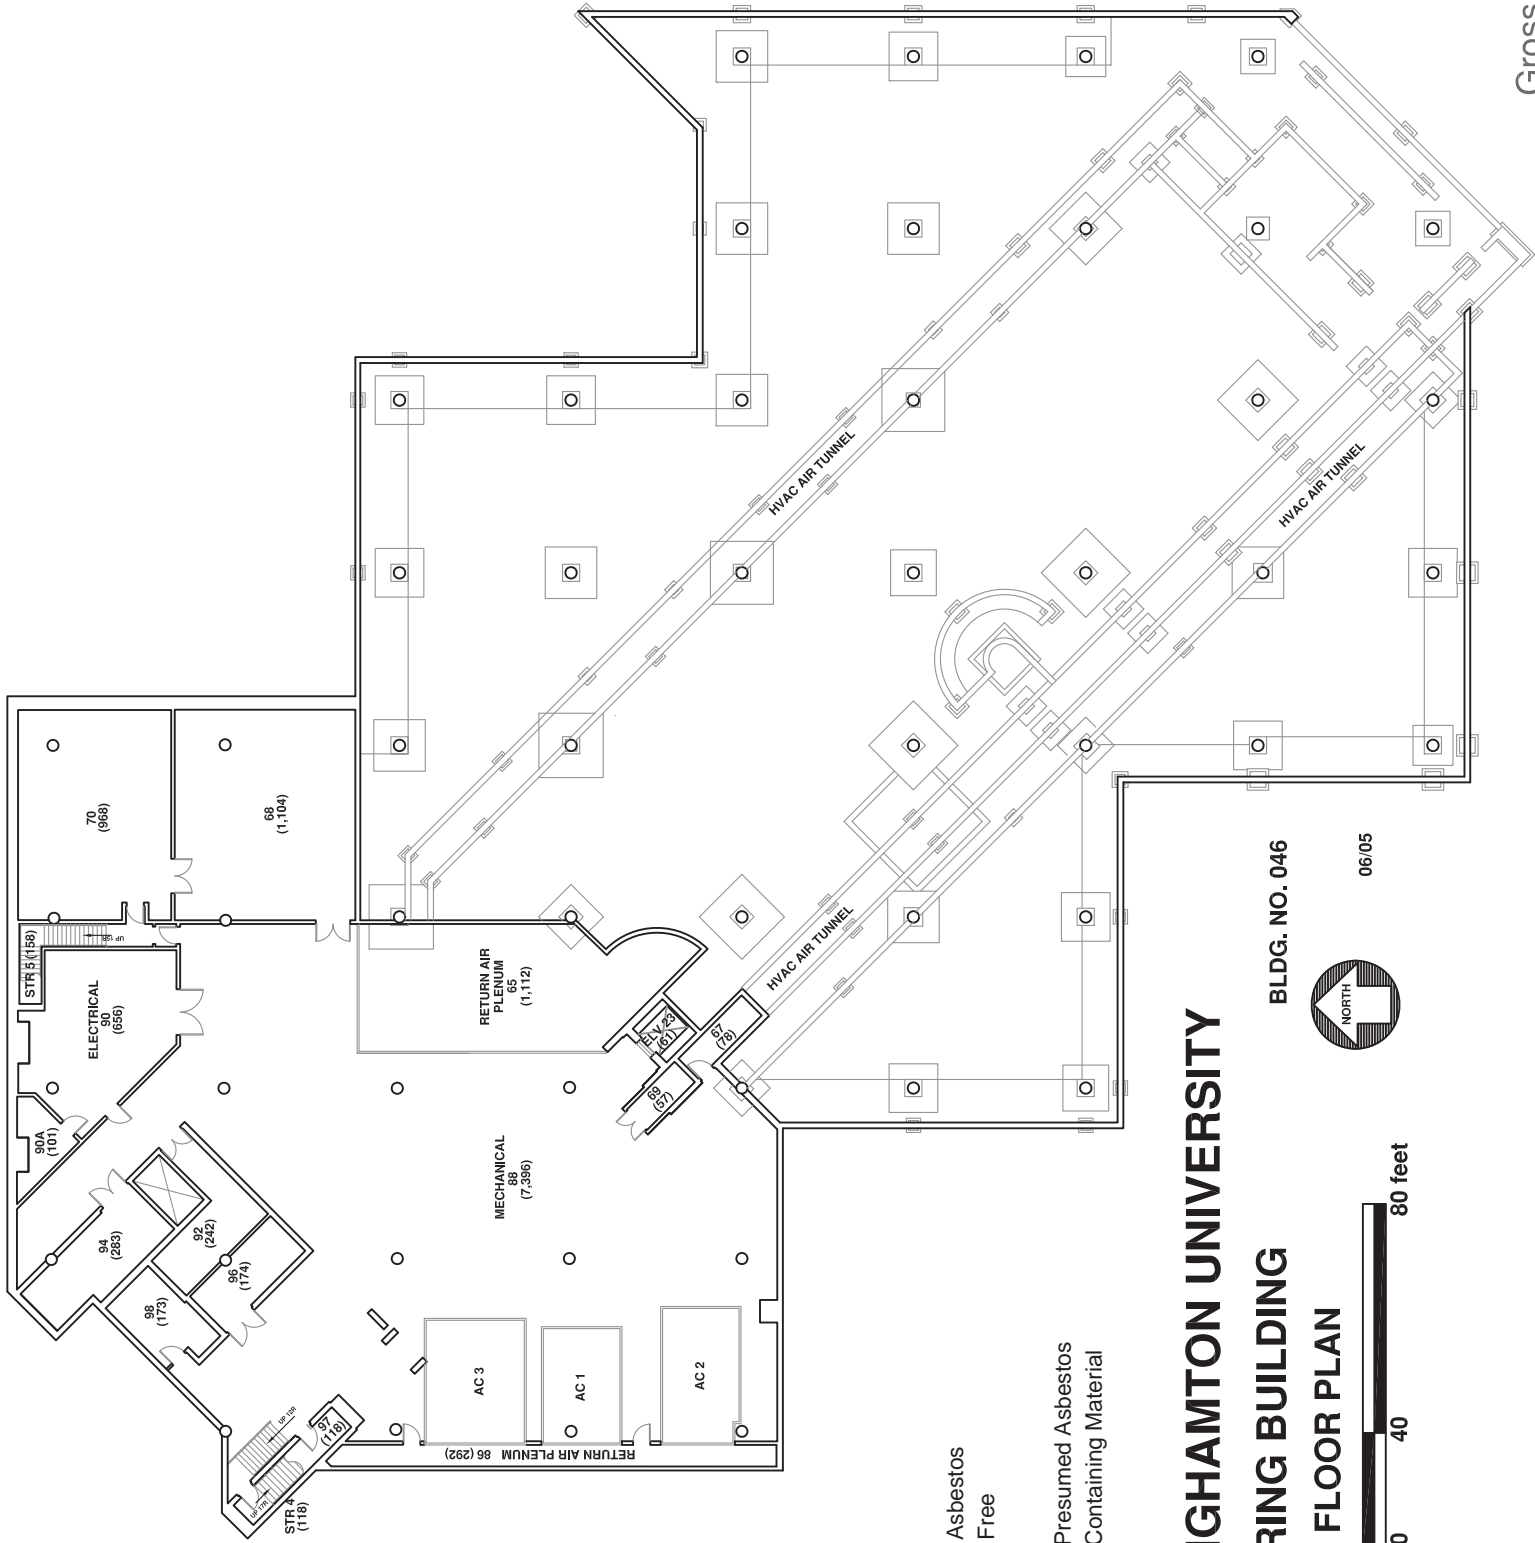 Gross
70
(968)
68
(1,104)
STR 5 (158)
UP 15R
ELECTRICAL
90
(656)
90A
(101)
94
(283)
92
(242)
96
(174)
98
(173)
UP 12R
97
(118)
UP 17R
STR 4
(118)
RETURN AIR
PLENUM
65
(1,112)
ELV 23
(61)
67
(78)
69
(57)
MECHANICAL
88
(7,396)
AC 3
AC 1
AC 2
RETURN AIR PLENUM 86 (292)
HVAC AIR TUNNEL
HVAC AIR TUNNEL
HVAC AIR TUNNEL
Asbestos
Free
Presumed Asbestos
Containing Material
NGHAMTON UNIVERSITY
RING BUILDING
FLOOR PLAN
BLDG. NO. 046
06/05
NORTH
0
40
80 feet